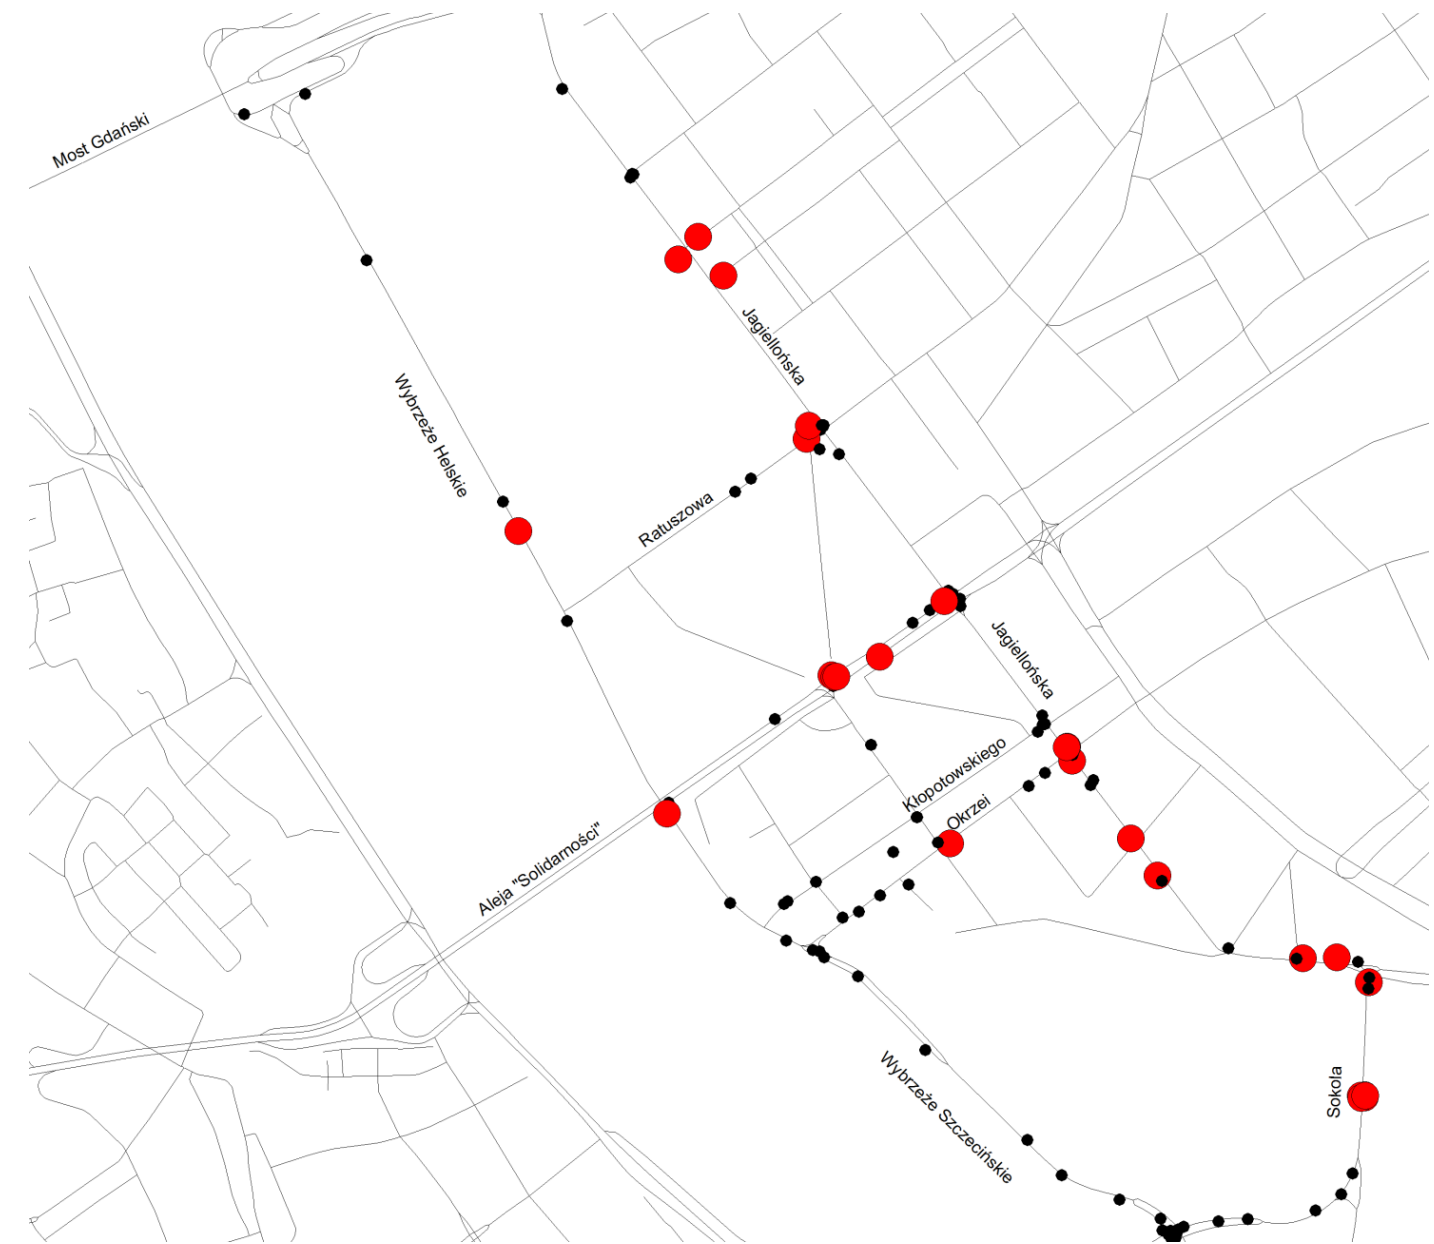 Most Gdański
Jagiellońska
Wybrzeże Helskie
Ratuszowa
Jagiellońska
Kłopotowskiego
Okrzei
Aleja "Solidarności"
Wybrzeże Szczecińskie
Sokola